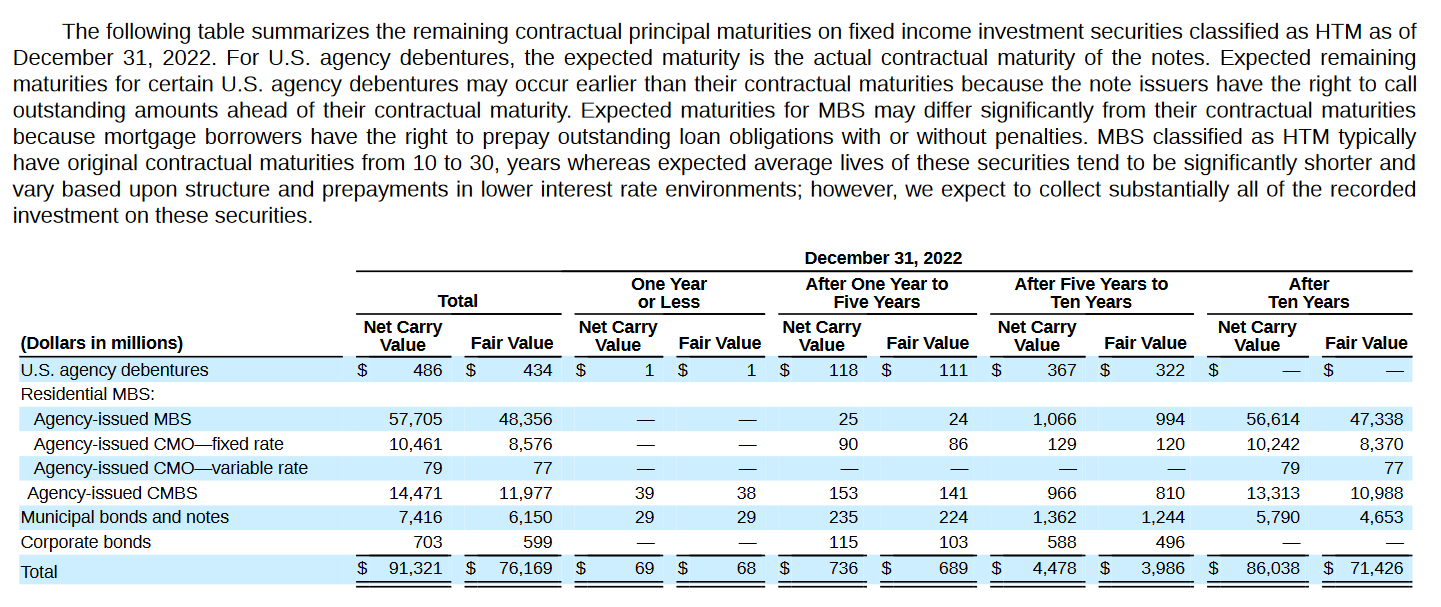 The following table summarizes the remaining contractual principal maturities on fixed income investment securities classified as HTM as of
December 31, 2022. For U.S. agency debentures, the expected maturity is the actual contractual maturity of the notes. Expected remaining
maturities for certain U.S. agency debentures may occur earlier than their contractual maturities because the note issuers have the right to call
outstanding amounts ahead of their contractual maturity. Expected maturities for MBS may differ significantly from their contractual maturities
because mortgage borrowers have the right to prepay outstanding loan obligations with or without penalties. MBS classified as HTM typically
have original contractual maturities from 10 to 30, years whereas expected average lives of these securities tend to be significantly shorter and
vary based upon structure and prepayments in lower interest rate environments; however, we expect to collect substantially all of the recorded
investment on these securities.
December 31, 2022
Total One Year or Less After One Year to Five Years After Five Years to Ten Years After Ten Years
(Dollars in millions) Net Carry Value Fair Value Net Carry Value Fair Value Net Carry Value Fair Value Net Carry Value Fair Value Net Carry Value Fair Value
U.S. agency debentures $ 486 $ 434 $ 1 $ 1 $ 118 $ 111 $ 367 $ 322 $ — $ —
Residential MBS:
Agency-issued MBS 57,705 48,356 — — 25 24 1,066 994 56,614 47,338
Agency-issued CMO—fixed rate 10,461 8,576 — — 90 86 129 120 10,242 8,370
Agency-issued CMO—variable rate 79 77 — — — — — — 79 77
Agency-issued CMBS 14,471 11,977 39 38 153 141 966 810 13,313 10,988
Municipal bonds and notes 7,416 6,150 29 29 235 224 1,362 1,244 5,790 4,653
Corporate bonds 703 599 — — 115 103 588 496 — —
Total $ 91,321 $ 76,169 $ 69 $ 68 $ 736 $ 689 $ 4,478 $ 3,986 $ 86,038 $ 71,426